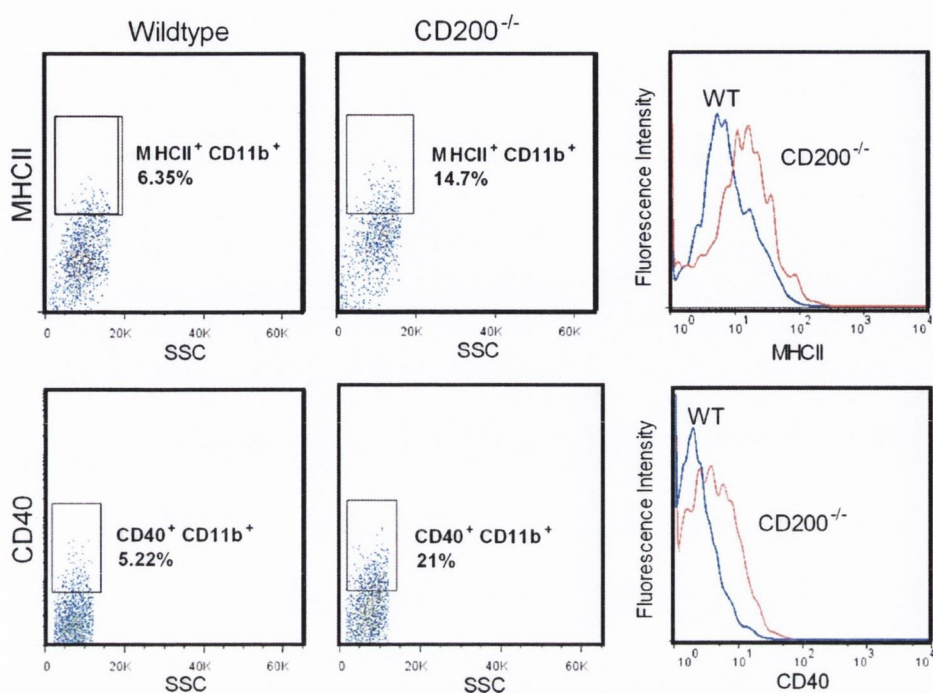 Wildtype
CD200-/-
MHCII
MHCII+ CD11b+
6.35%
0
20K
40K
60K
SSC
MHCII+ CD11b+
14.7%
0
20K
40K
60K
SSC
Fluorescence Intensity
WT
CD200-/-
10^0
10^1
10^2
10^3
10^4
MHCII
CD40
CD40+ CD11b+
5.22%
0
20K
40K
60K
SSC
CD40+ CD11b+
21%
0
20K
40K
60K
SSC
Fluorescence Intensity
WT
CD200-/-
10^0
10^1
10^2
10^3
10^4
CD40